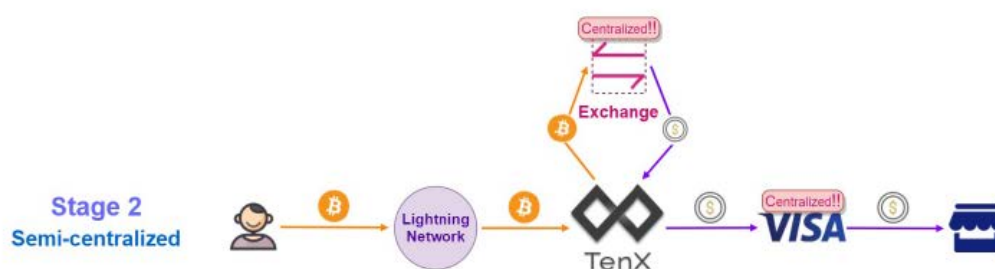 Centralized!!
Exchange
Stage 2
Semi-centralized
Lightning
Network
TenX
Centralized!!
VISA